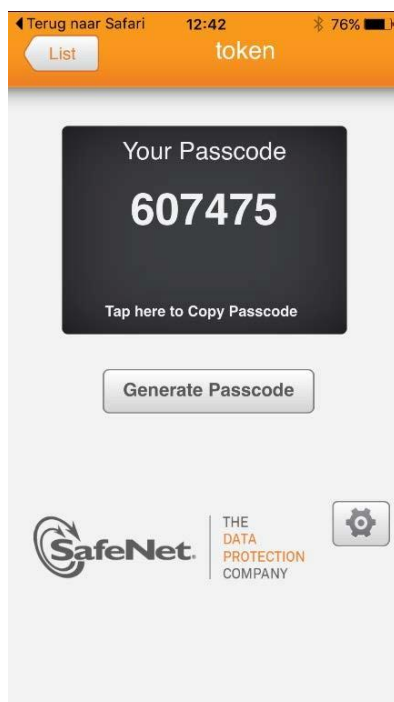 Terug naar Safari 12:42 76%
List token
Your Passcode
607475
Tap here to Copy Passcode
Generate Passcode
SafeNet.
THE
DATA
PROTECTION
COMPANY